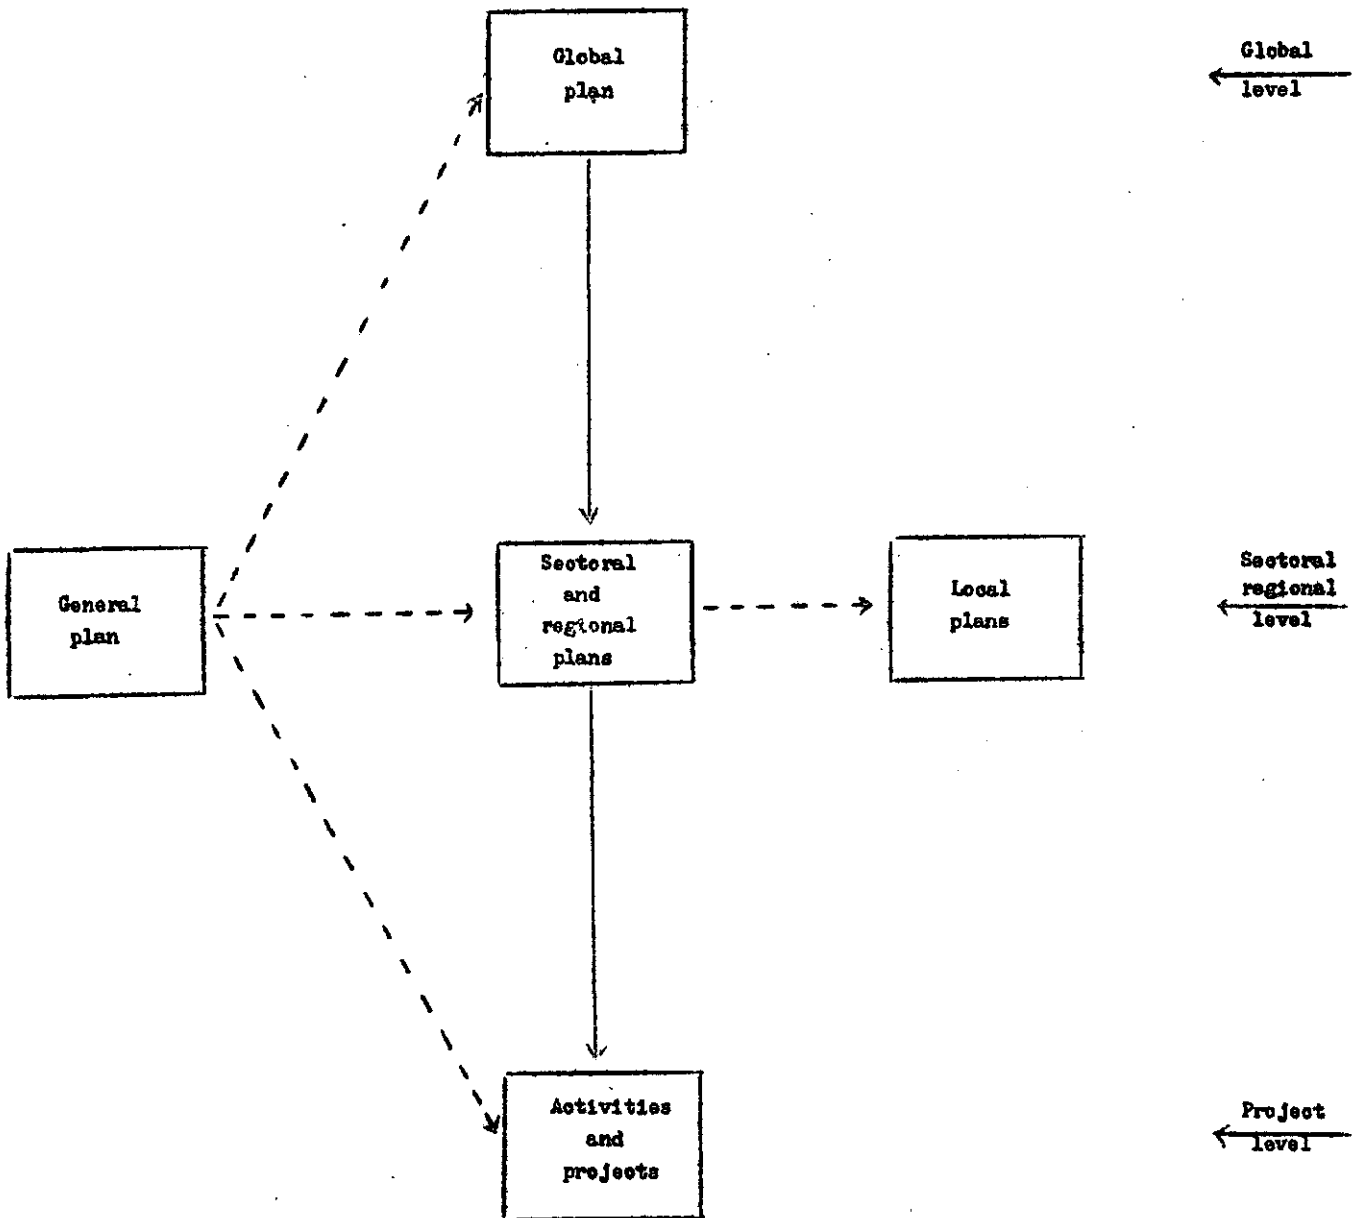 Global
plan
Global
level
General
plan
Sectoral
and
regional
plans
Local
plans
Sectoral
regional
level
Activities
and
projects
Project
level